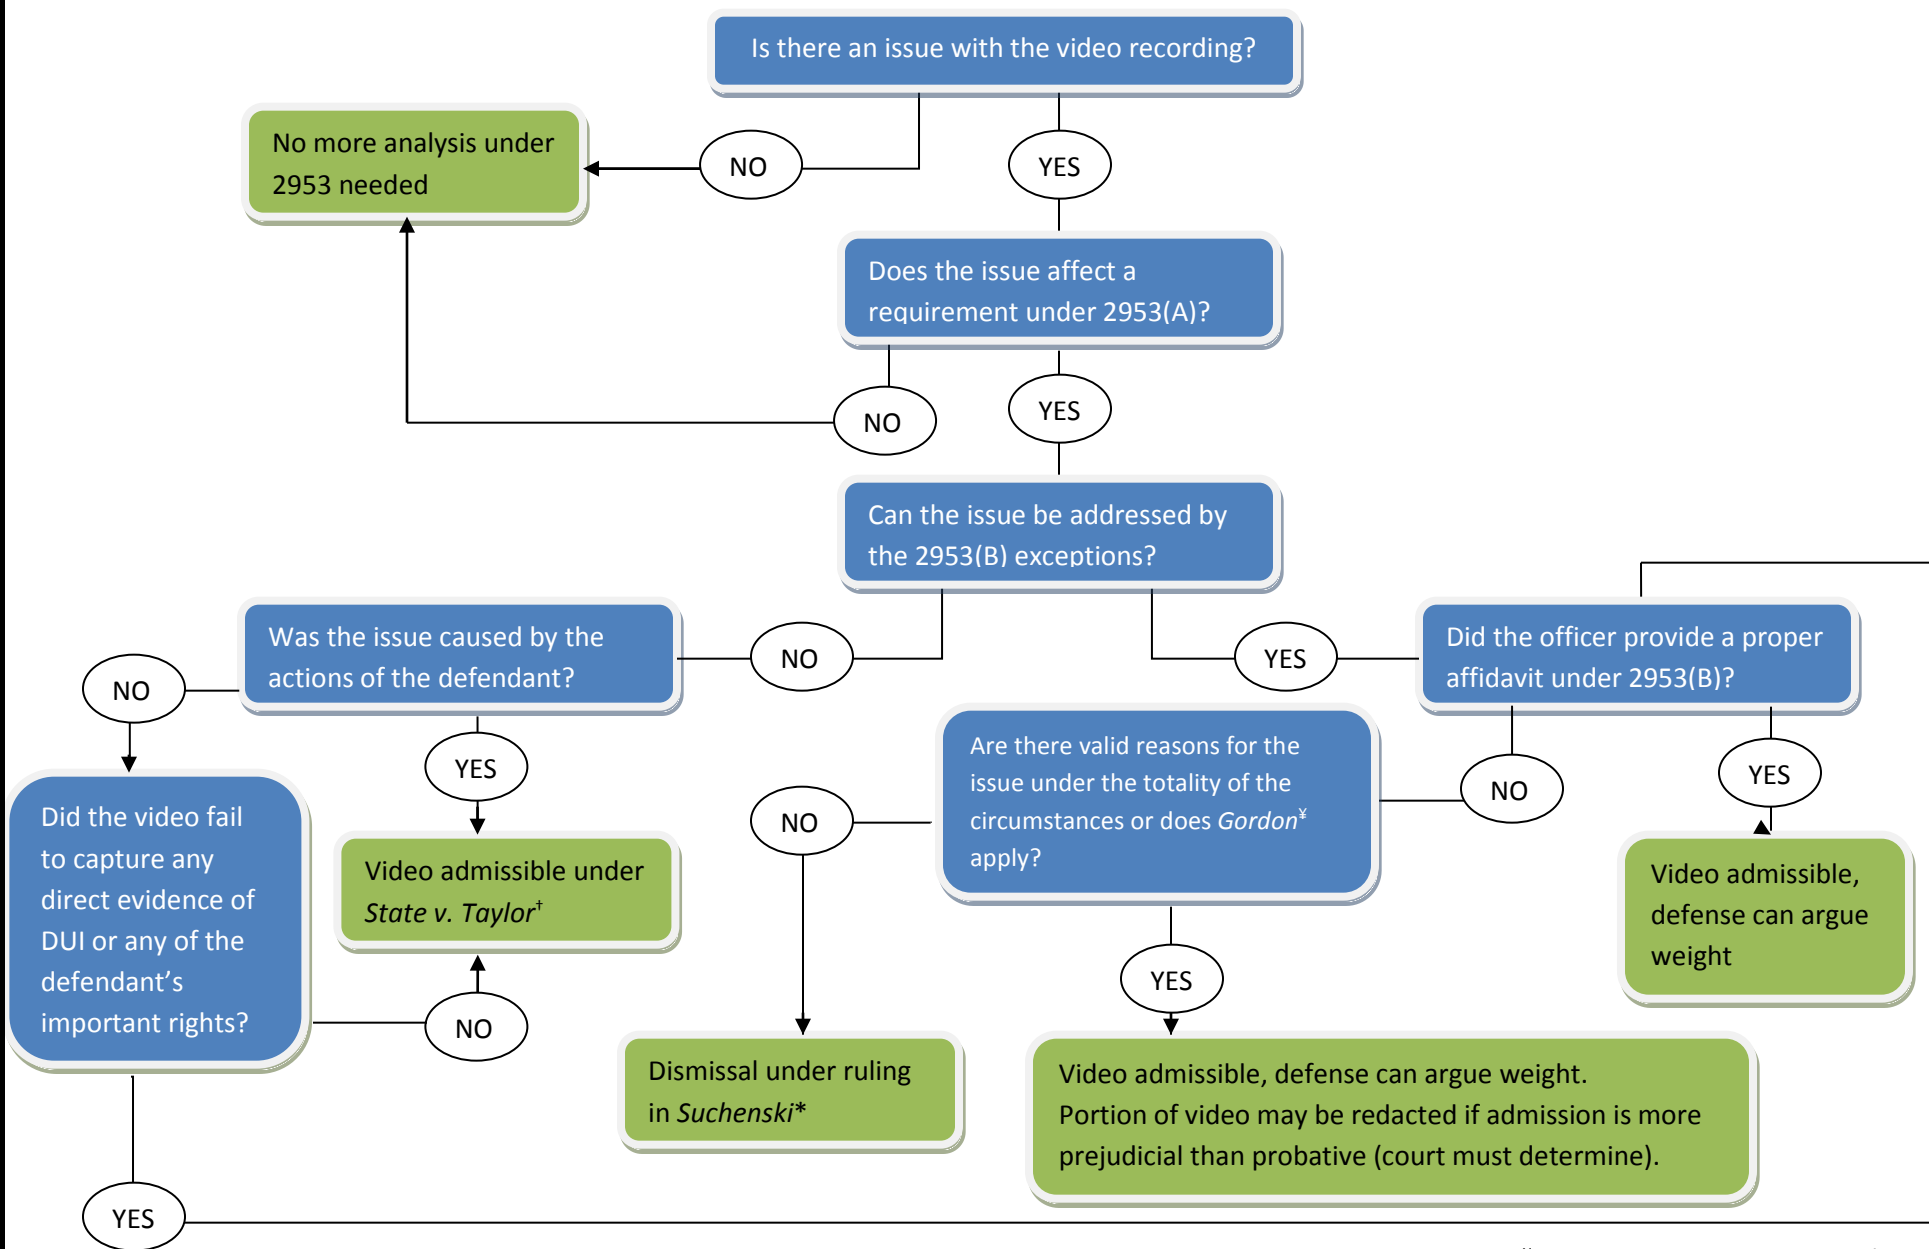 Is there an issue with the video recording?
No more analysis under
2953 needed
NO
YES
Does the issue affect a
requirement under 2953(A)?
NO
YES
Can the issue be addressed by
the 2953(B) exceptions?
Was the issue caused by the
actions of the defendant?
NO
YES
Did the officer provide a proper
affidavit under 2953(B)?
NO
YES
Are there valid reasons for the
issue under the totality of the
circumstances or does Gordon¥
apply?
NO
NO
YES
Did the video fail
to capture any
direct evidence of
DUI or any of the
defendant’s
important rights?
Video admissible under
State v. Taylor†
NO
YES
Video admissible,
defense can argue
weight
Dismissal under ruling
in Suchenski*
Video admissible, defense can argue weight.
Portion of video may be redacted if admission is more
prejudicial than probative (court must determine).
YES